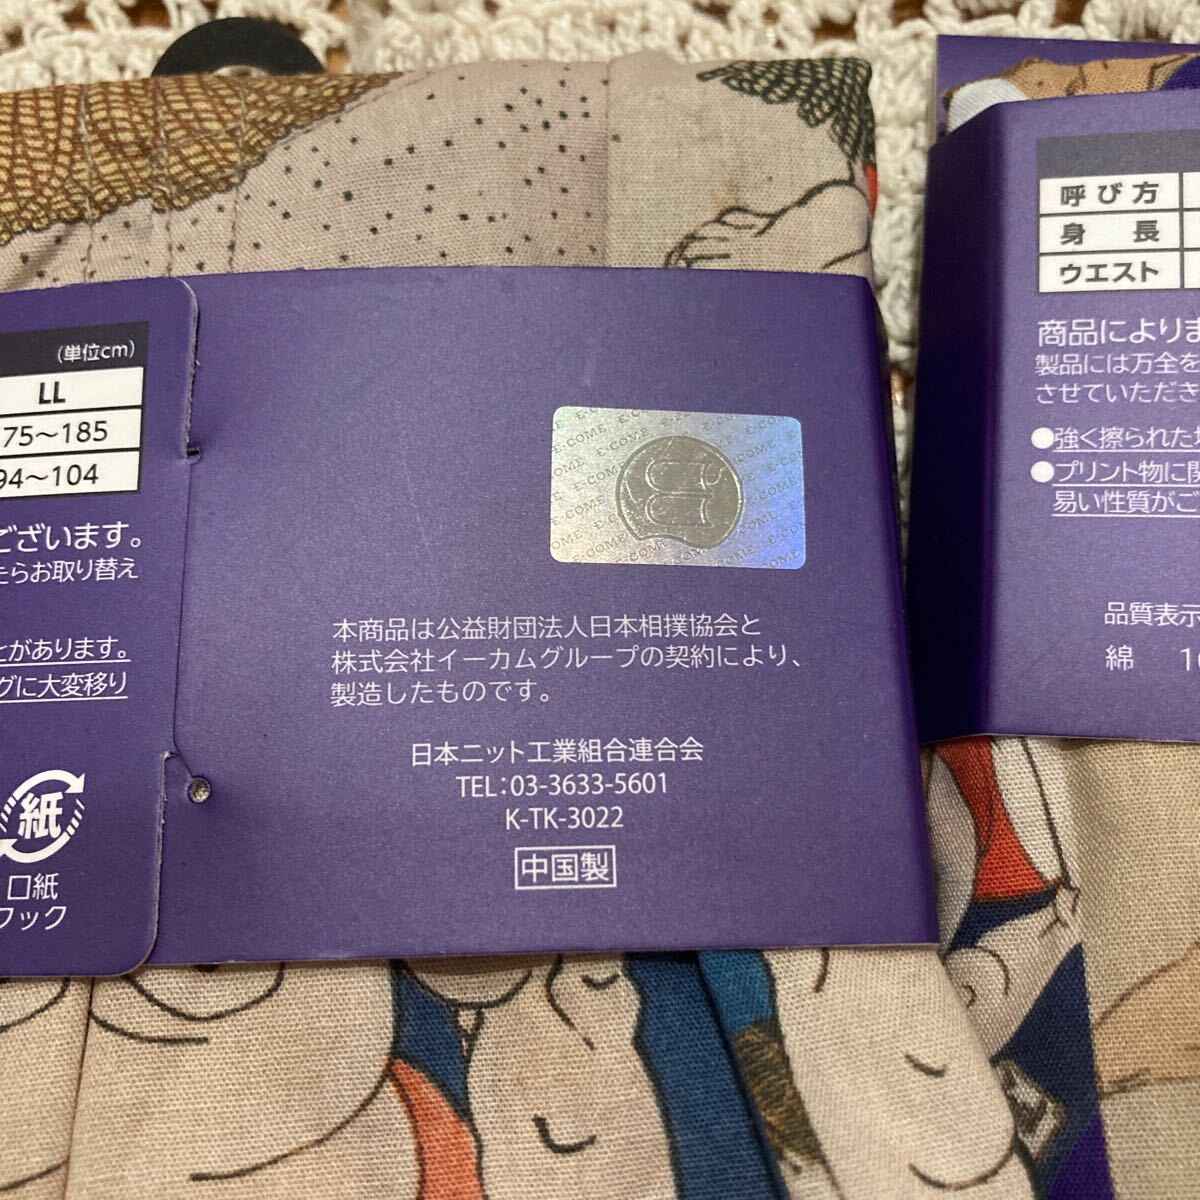 (単位cm)
LL
75～185
94～104
ございます。
たらお取り替え
とがあります。
グに大変移り
紙
口紙
フック
E-COME E-COME
本商品は公益財団法人日本相撲協会と
株式会社イーカムグループの契約により、
製造したものです。
日本ニット工業組合連合会
TEL:03-3633-5601
K-TK-3022
中国製
呼び方
身長
ウエスト
商品によりま
製品には万全を
させていただき
●強く擦られた
●プリント物に関
易い性質がご
品質表示
綿 10